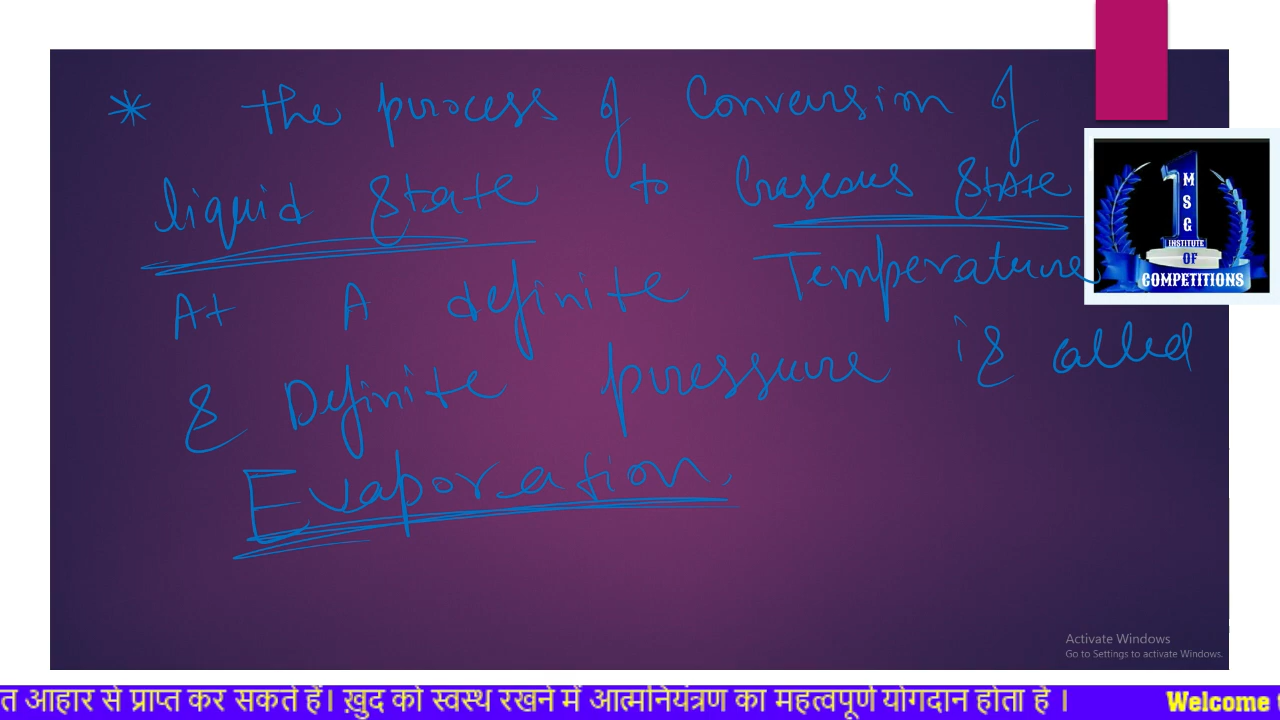 * The process of Conversion of
liquid state to Gaseous state
At A definite Temperature
& Definite pressure is called
Evaporation.
1
MSG
INSTITUTE
OF
COMPETITIONS
Activate Windows
Go to Settings to activate Windows.
त आहार से प्राप्त कर सकते हैं। ख़ुद को स्वस्थ रखने में आत्मनियंत्रण का महत्वपूर्ण योगदान होता है । Welcome